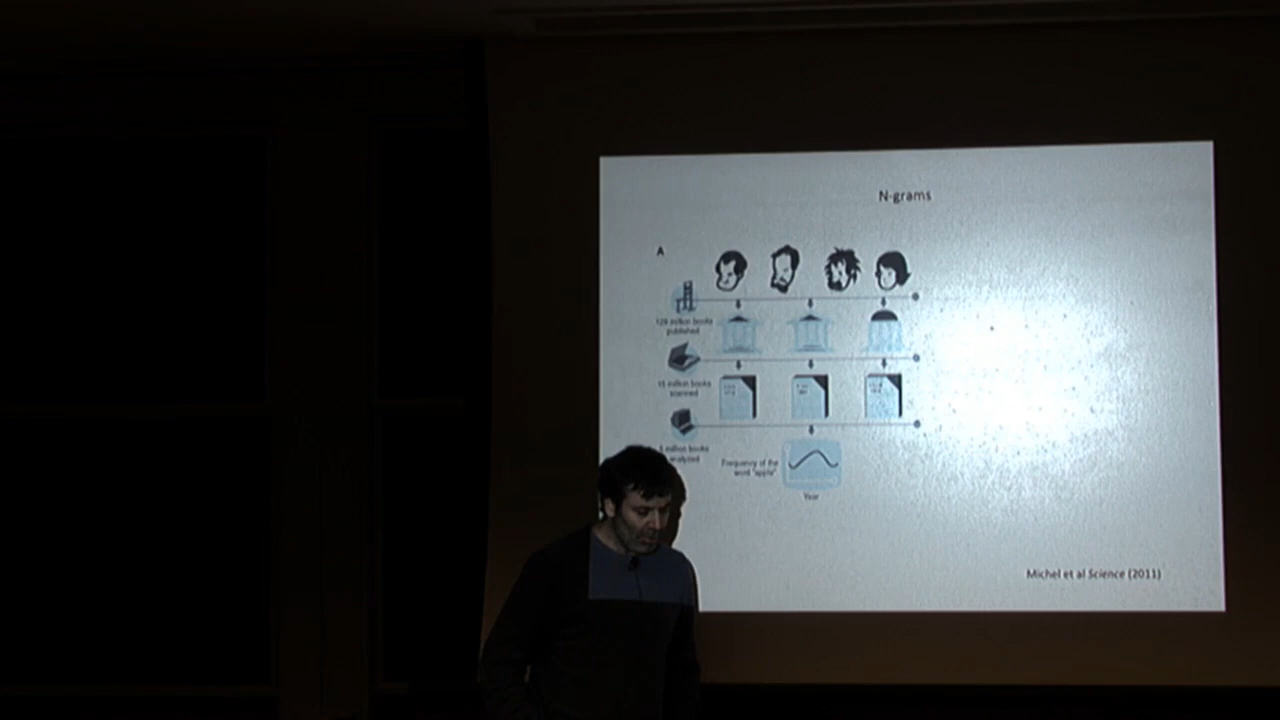 N-grams
A
129 million books
published
15 million books
scanned
million books
analyzed
Frequency of the
word "apple"
Year
Michel et al Science (2011)